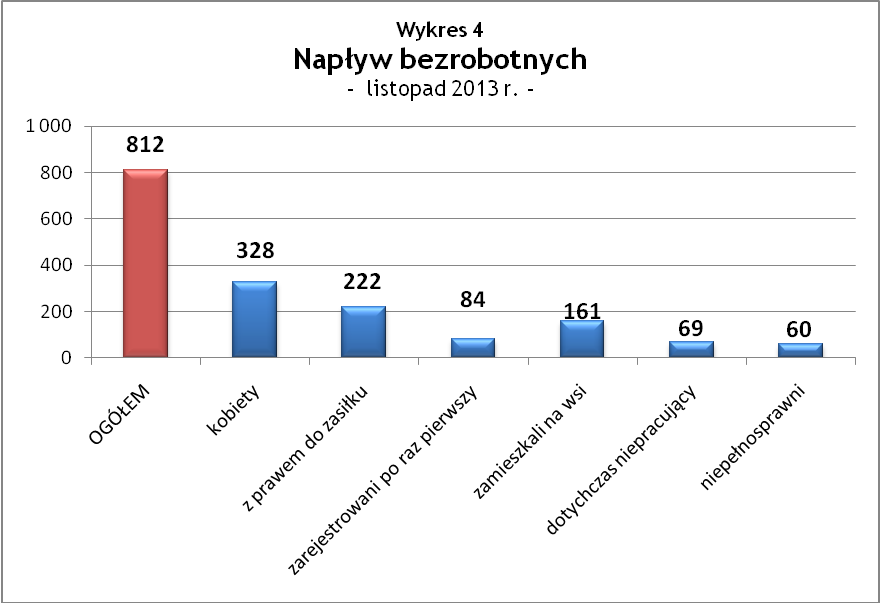 Wykres 4
Napływ bezrobotnych
- listopad 2013 r. -
1 000
800
600
400
200
0
812
328
222
84
161
69
60
OGÓŁEM
kobiety
z prawem do zasiłku
zarejestrowani po raz pierwszy
zamieszkali na wsi
dotychczas niepracujący
niepełnosprawni